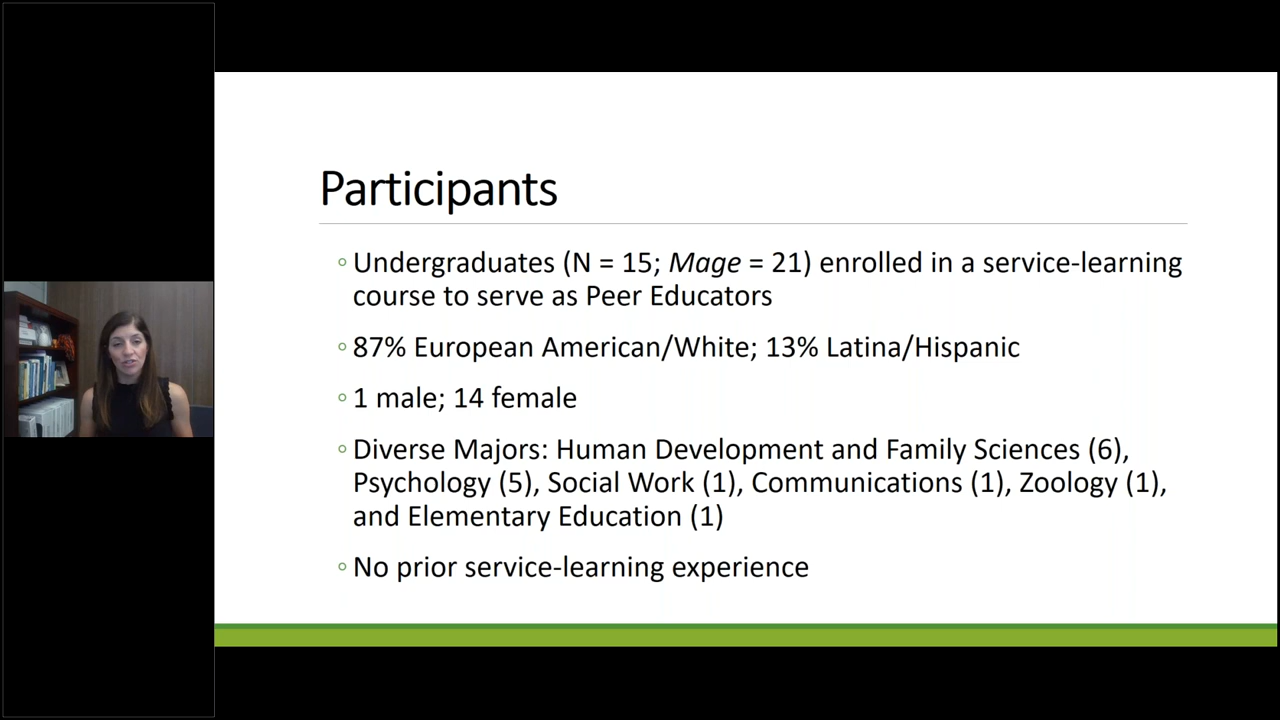 Participants
Undergraduates (N = 15; Mage = 21) enrolled in a service-learning
course to serve as Peer Educators
87% European American/White; 13% Latina/Hispanic
1 male; 14 female
Diverse Majors: Human Development and Family Sciences (6),
Psychology (5), Social Work (1), Communications (1), Zoology (1),
and Elementary Education (1)
No prior service-learning experience